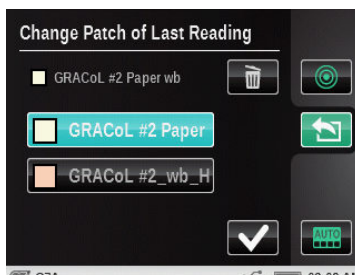 Change Patch of Last Reading
GRACoL #2 Paper wb
GRACoL #2 Paper
GRACoL #2_wb_H
AUTO